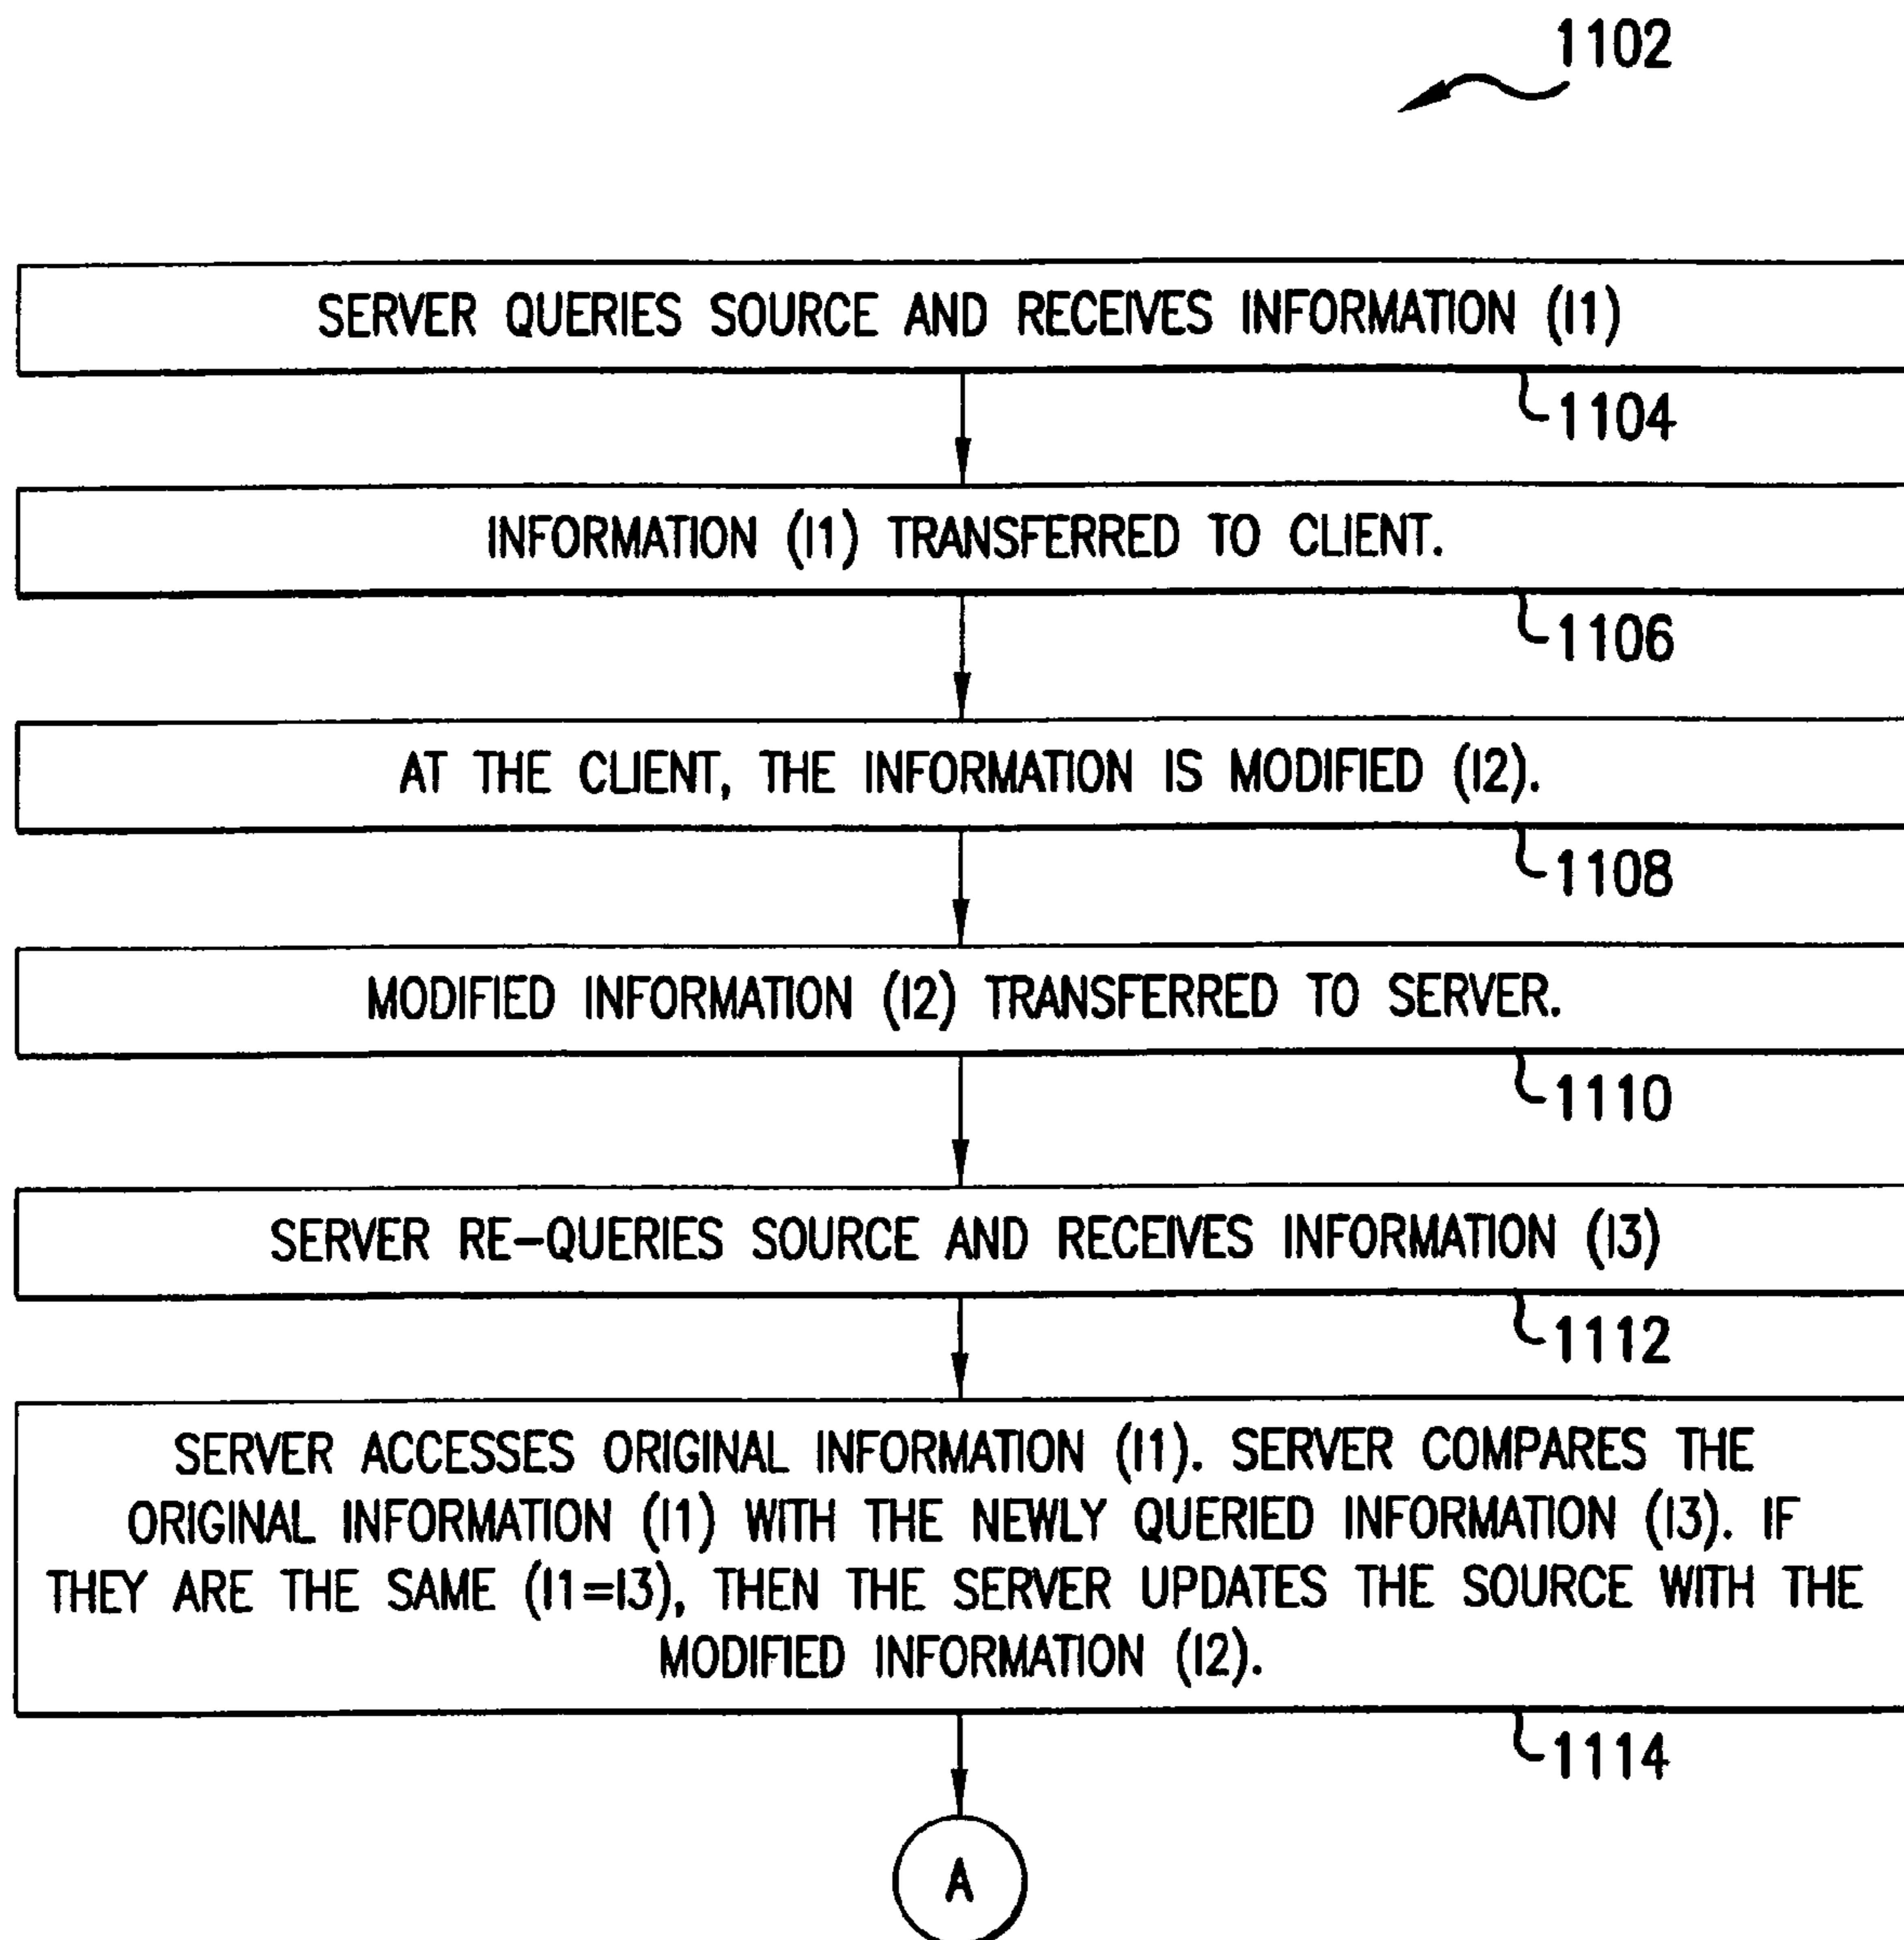 1102
SERVER QUERIES SOURCE AND RECEIVES INFORMATION (I1)
1104
INFORMATION (I1) TRANSFERRED TO CLIENT.
1106
AT THE CLIENT, THE INFORMATION IS MODIFIED (I2).
1108
MODIFIED INFORMATION (I2) TRANSFERRED TO SERVER.
1110
SERVER RE-QUERIES SOURCE AND RECEIVES INFORMATION (I3)
1112
SERVER ACCESSES ORIGINAL INFORMATION (I1). SERVER COMPARES THE
ORIGINAL INFORMATION (I1) WITH THE NEWLY QUERIED INFORMATION (I3). IF
THEY ARE THE SAME (I1=I3), THEN THE SERVER UPDATES THE SOURCE WITH THE
MODIFIED INFORMATION (I2).
1114
A